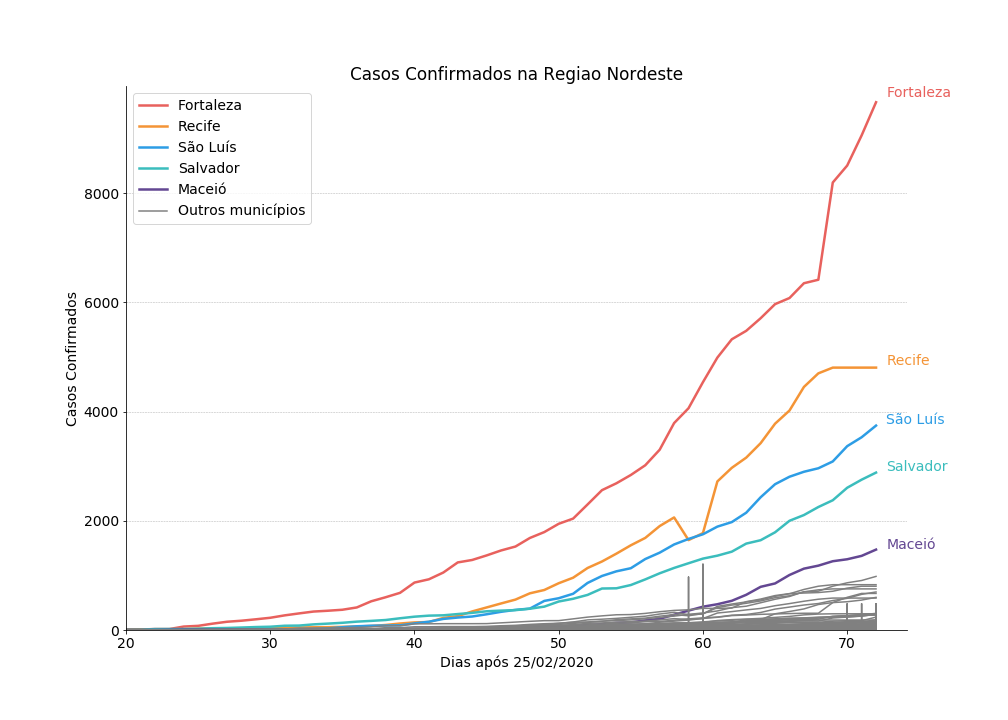 Casos Confirmados na Regiao Nordeste
Fortaleza
Recife
São Luís
Salvador
Maceió
Outros municípios
Fortaleza
Recife
São Luís
Salvador
Maceió
Casos Confirmados
8000
6000
4000
2000
0
20
30
40
50
60
70
Dias após 25/02/2020